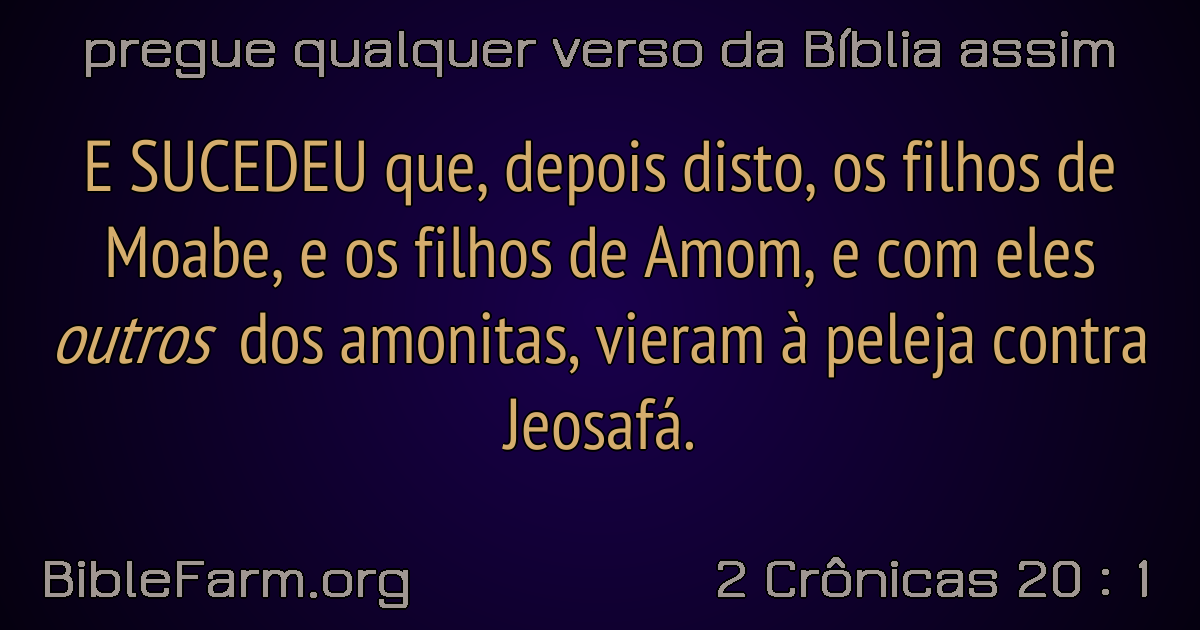 pregue qualquer verso da Bíblia assim
E SUCEDEU que, depois disto, os filhos de
Moabe, e os filhos de Amom, e com eles
outros dos amonitas, vieram à peleja contra
Jeosafá.
BibleFarm.org
2 Crônicas 20 : 1